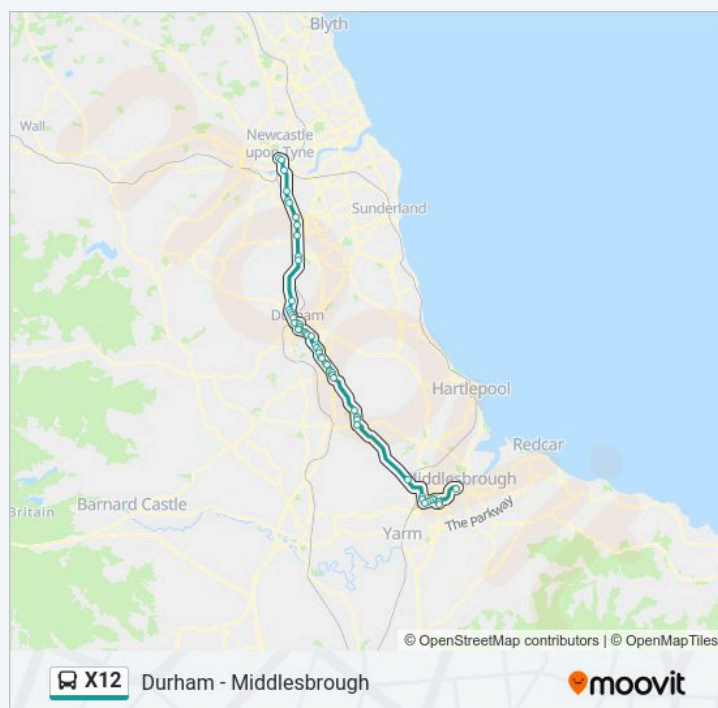 Blyth
Wall
Newcastle
upon Tyne
Sunderland
Durham
Hartlepool
Redcar
Middlesbrough
Barnard Castle
Britain
The Parkway
Yarm
© OpenStreetMap contributors | © OpenMapTiles
X12
Durham - Middlesbrough
moovit